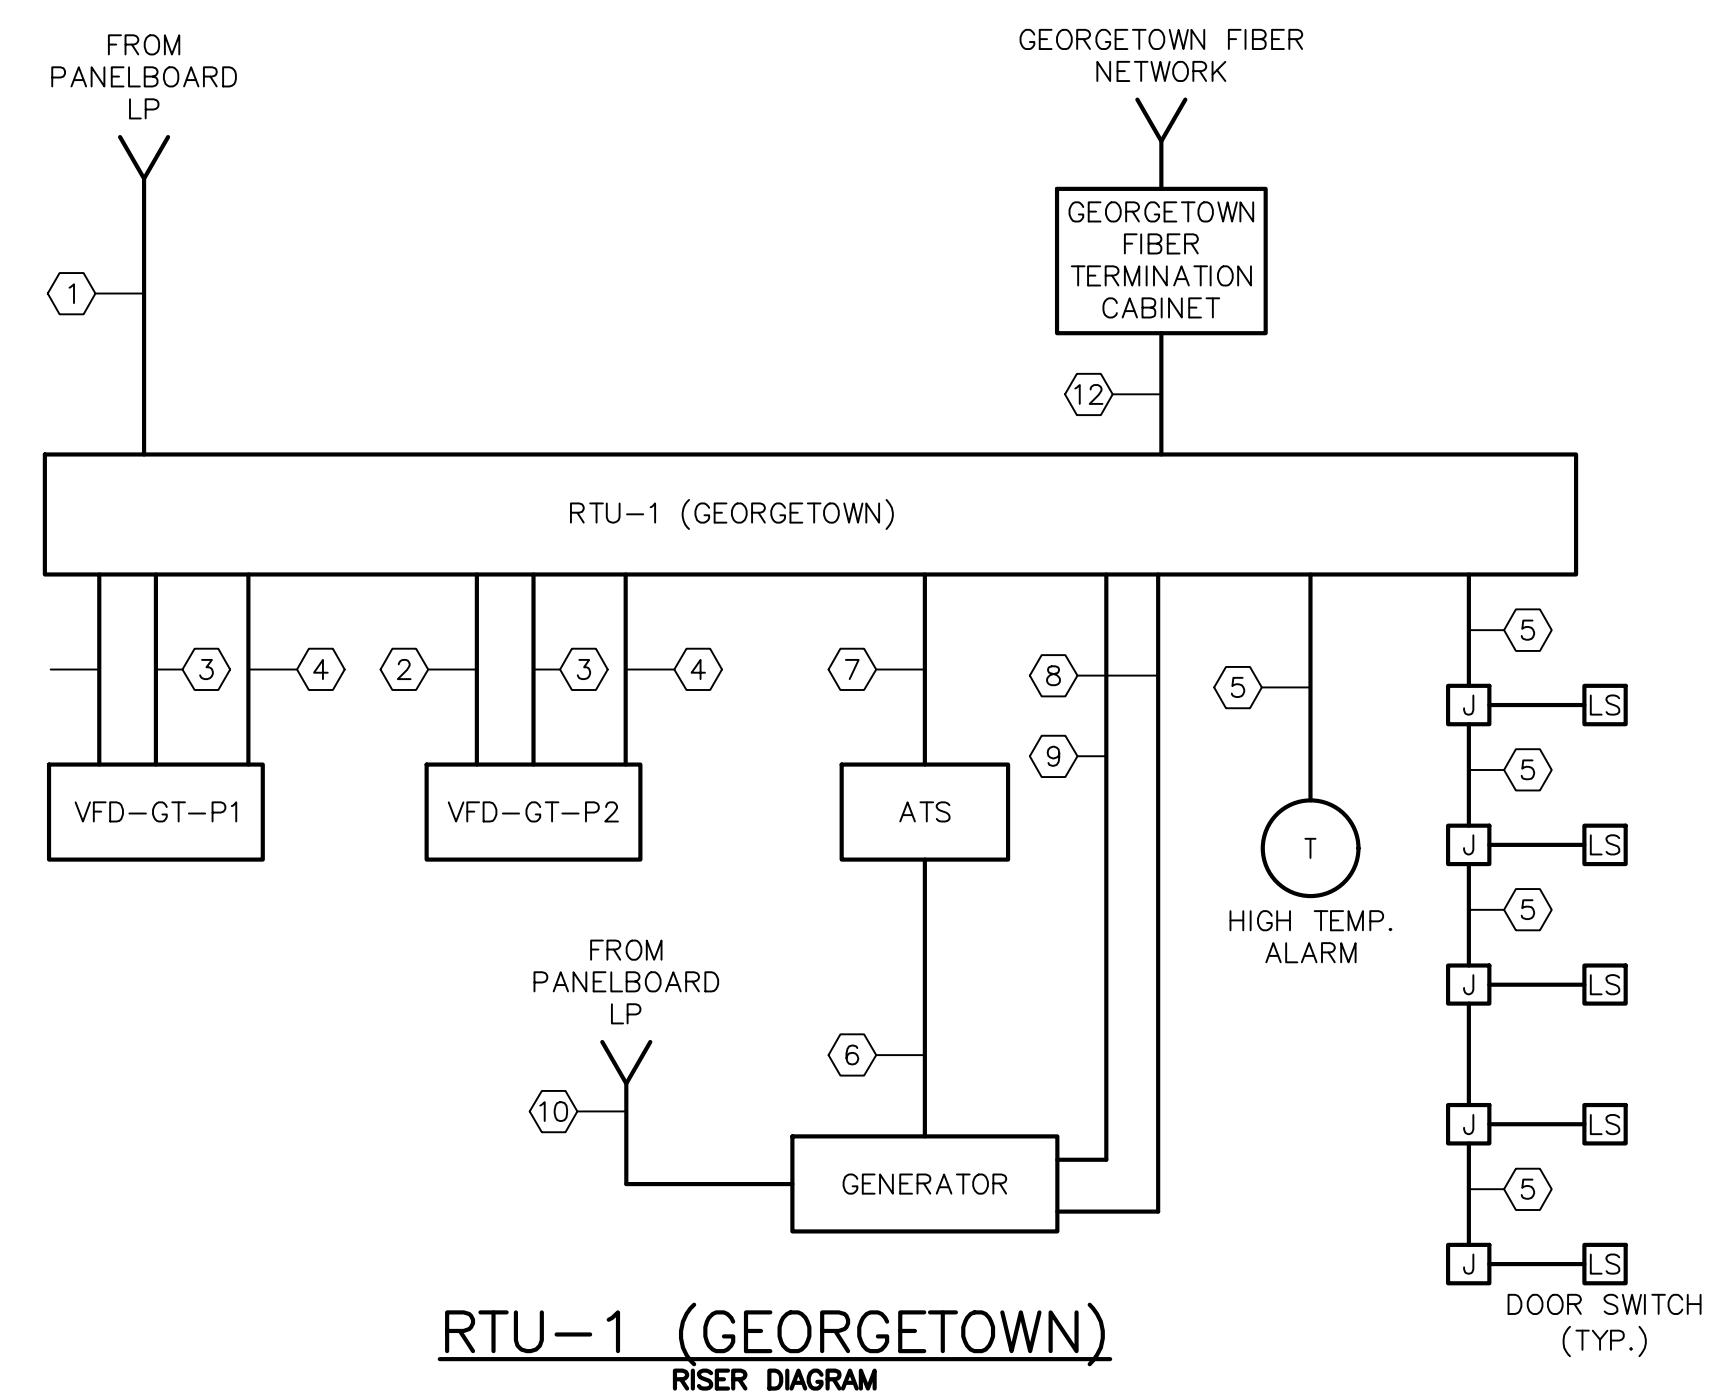 FROM
PANELBOARD
LP
GEORGETOWN FIBER
NETWORK
GEORGETOWN
FIBER
TERMINATION
CABINET
1
12
RTU-1 (GEORGETOWN)
3
4
2
3
4
7
8
9
5
5
J
LS
5
J
LS
5
J
LS
J
LS
5
J
LS
VFD-GT-P1
VFD-GT-P2
ATS
T
HIGH TEMP.
ALARM
FROM
PANELBOARD
LP
6
10
GENERATOR
DOOR SWITCH
(TYP.)
RTU-1 (GEORGETOWN)
RISER DIAGRAM